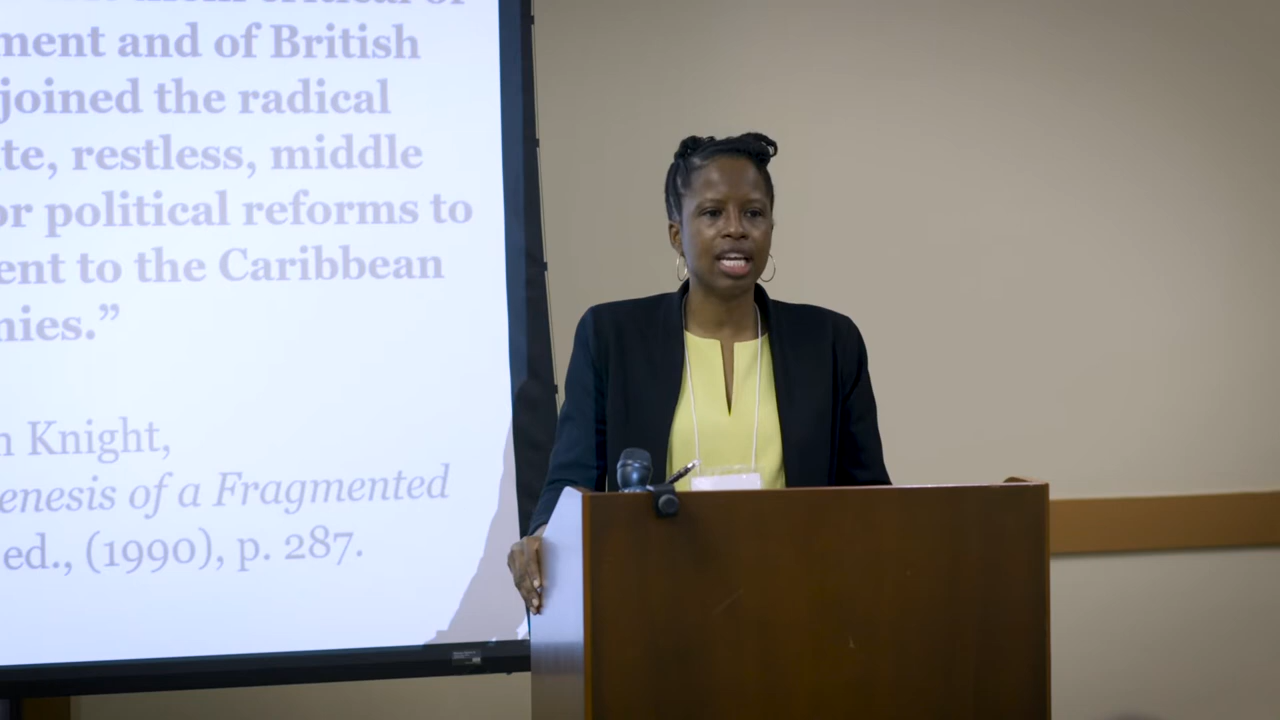 ment and of British
joined the radical
te, restless, middle
or political reforms to
ent to the Caribbean
nies.”
n Knight,
enesis of a Fragmented
ed., (1990), p. 287.